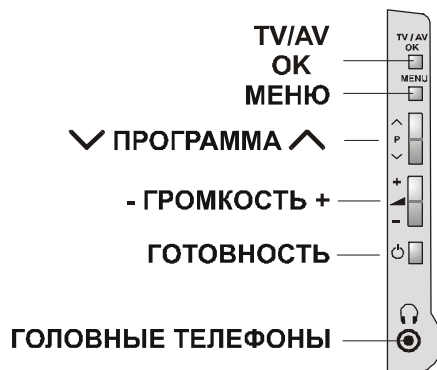 TV/AV
OK
МЕНЮ
ПРОГРАММА
- ГРОМКОСТЬ +
ГОТОВНОСТЬ
ГОЛОВНЫЕ ТЕЛЕФОНЫ
TV / AV
OK
MENU
P
+
-